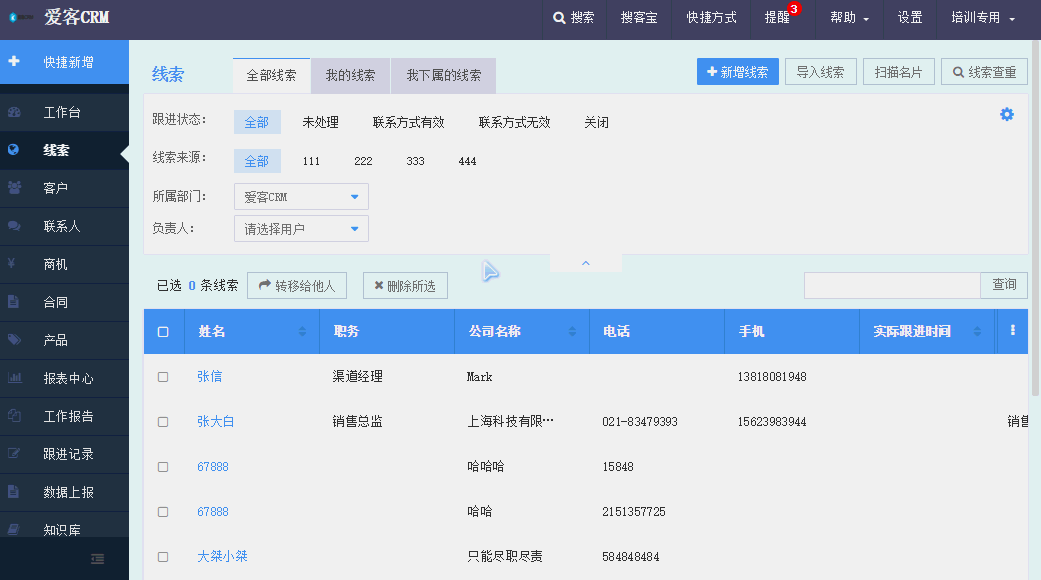 爱客CRM 搜索 搜客宝 快捷方式 提醒 3 帮助 设置 培训专用
快捷新增
工作台
线索
客户
联系人
商机
合同
产品
报表中心
工作报告
跟进记录
数据上报
知识库
线索 全部线索 我的线索 我下属的线索 新增线索 导入线索 扫描名片 线索查重
跟进状态: 全部 未处理 联系方式有效 联系方式无效 关闭
线索来源: 全部 111 222 333 444
所属部门: 爱客CRM
负责人: 请选择用户
已选 0 条线索 转移给他人 删除所选 查询
姓名 职务 公司名称 电话 手机 实际跟进时间
张信 渠道经理 Mark 13818081948
张大白 销售总监 上海科技有限… 021-83479393 15623983944 销售
67888 哈哈哈 15848
67888 哈哈 2151357725
大桀小桀 只能尽职尽责 584848484